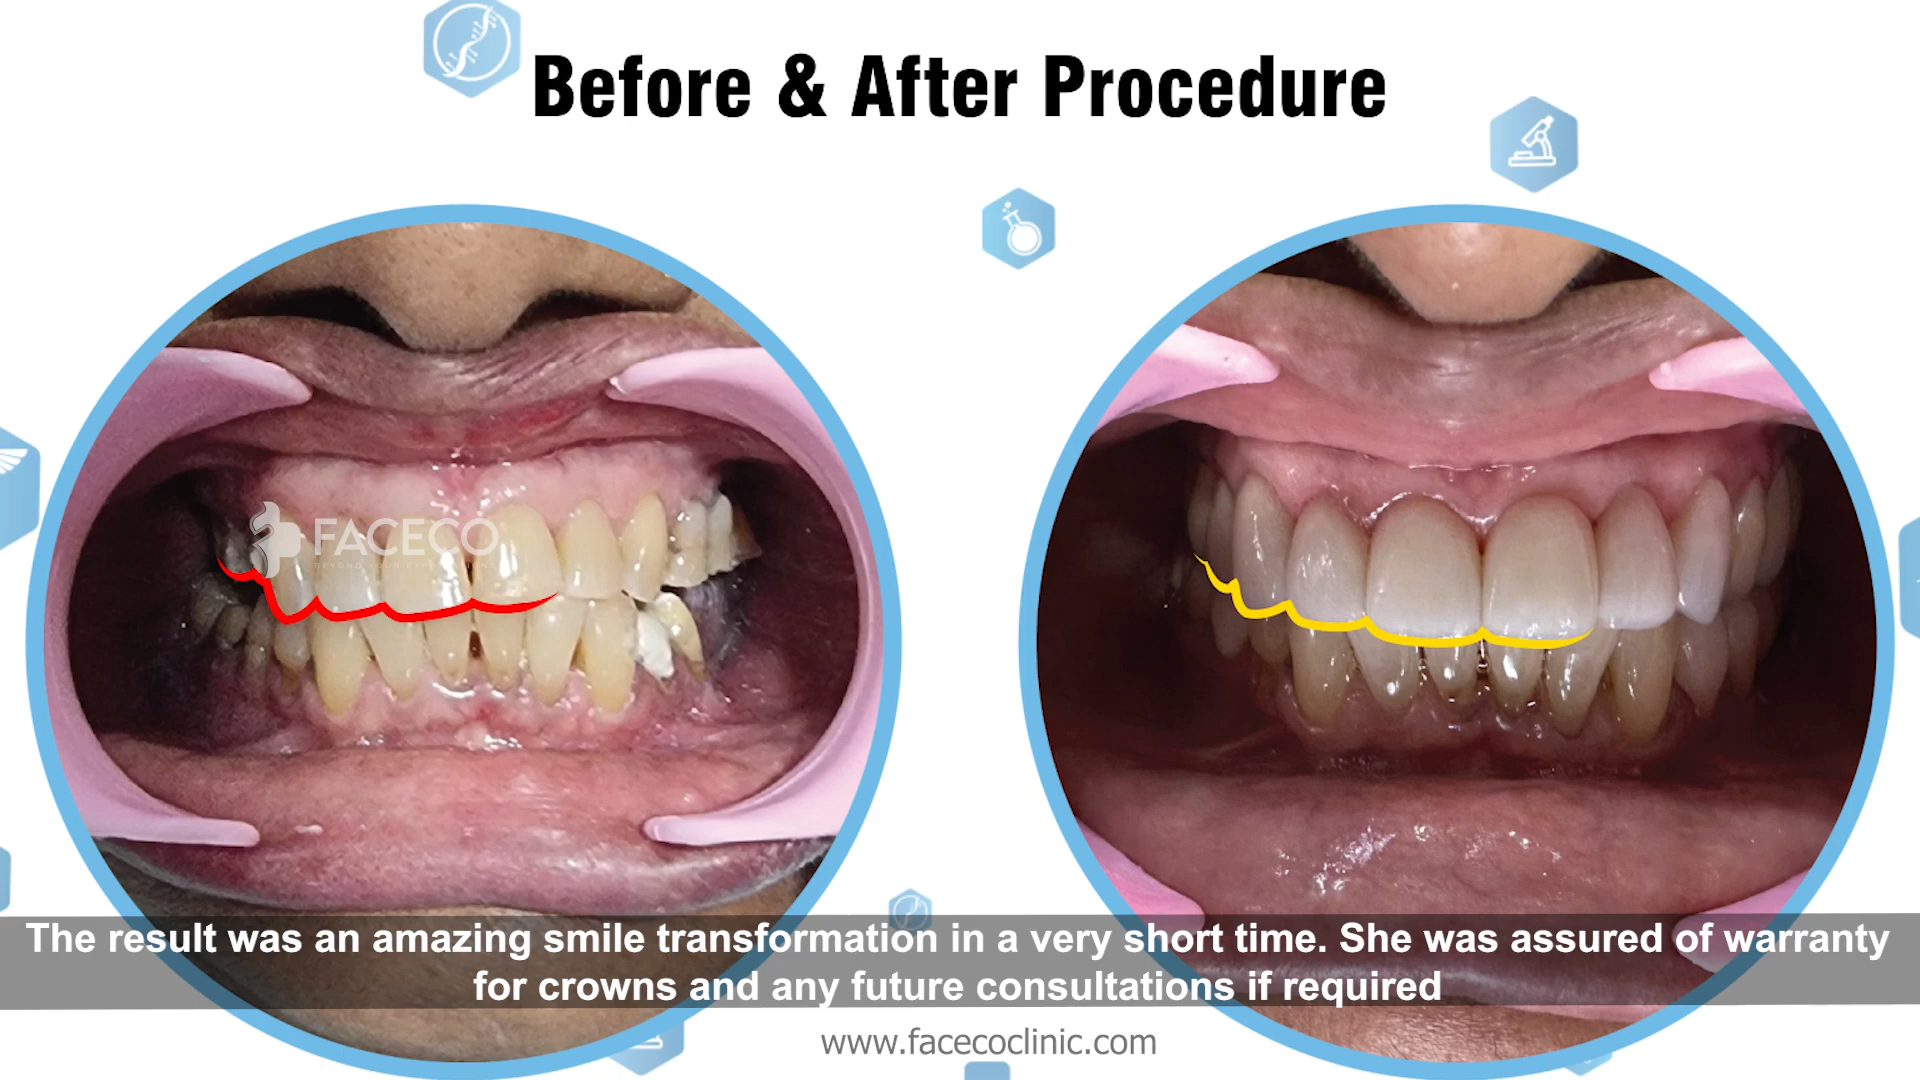 Before & After Procedure
FACECO
The result was an amazing smile transformation in a very short time. She was assured of warranty
for crowns and any future consultations if required
www.facecoclinic.com